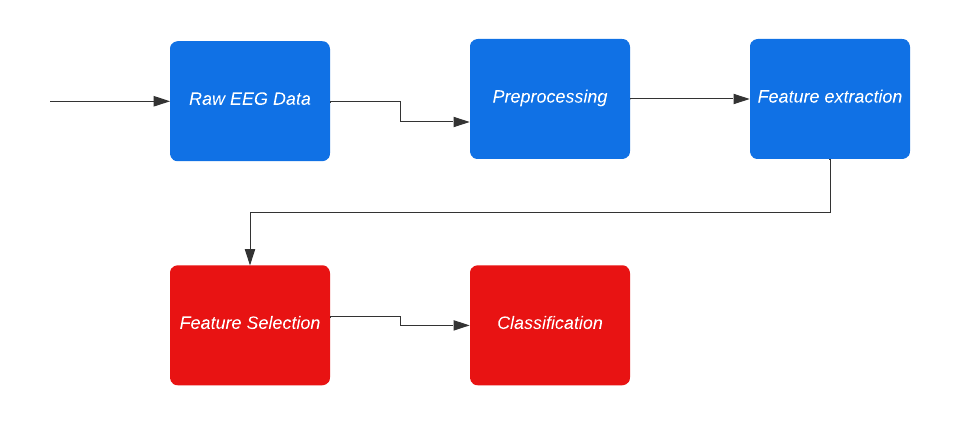 Raw EEG Data
Preprocessing
Feature extraction
Feature Selection
Classification